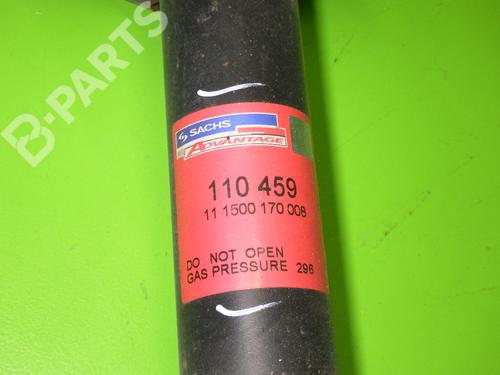 B-PARTS
SACHS
ADVANTAGE
110 459
11 1500 170 008
DO NOT OPEN
GAS PRESSURE 296